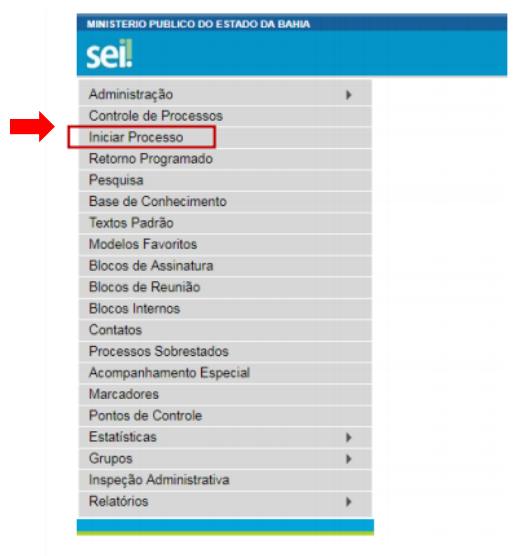 MINISTERIO PUBLICO DO ESTADO DA BAHIA
sei!
Administração
Controle de Processos
Iniciar Processo
Retorno Programado
Pesquisa
Base de Conhecimento
Textos Padrão
Modelos Favoritos
Blocos de Assinatura
Blocos de Reunião
Blocos Internos
Contatos
Processos Sobrestados
Acompanhamento Especial
Marcadores
Pontos de Controle
Estatísticas
Grupos
Inspeção Administrativa
Relatórios